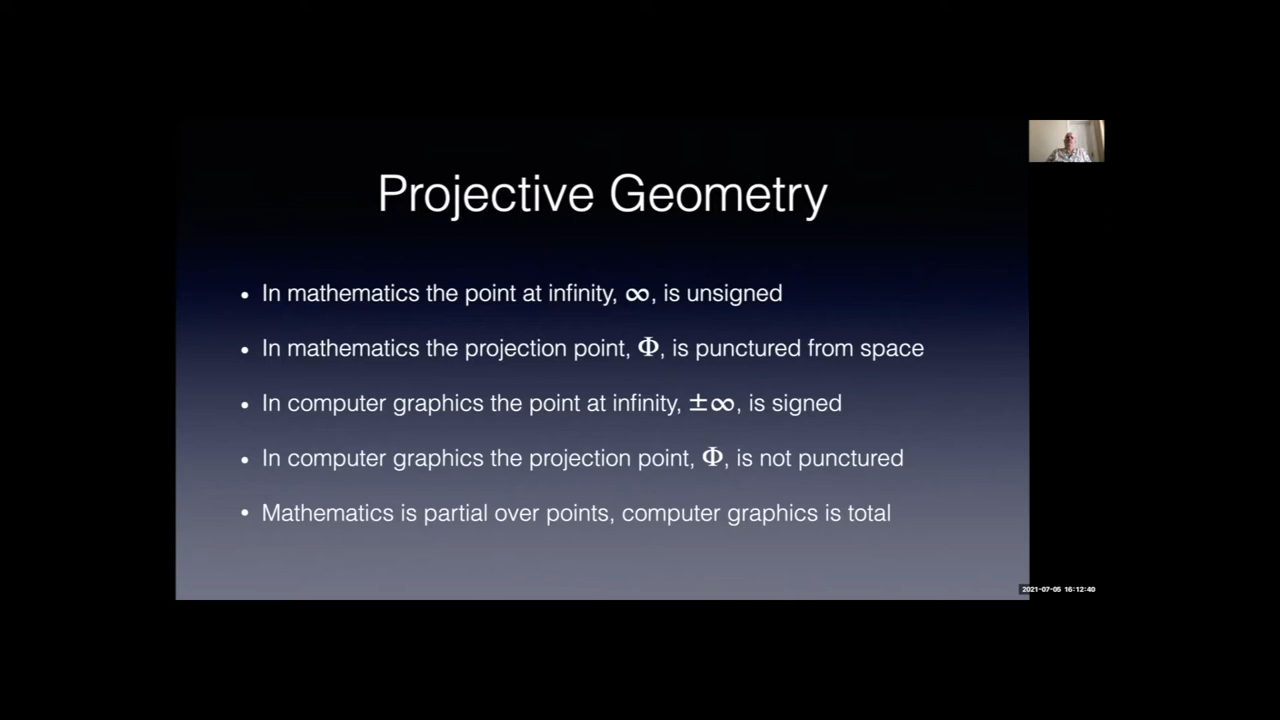 Projective Geometry
• In mathematics the point at infinity, ∞, is unsigned
• In mathematics the projection point, Φ, is punctured from space
• In computer graphics the point at infinity, ±∞, is signed
• In computer graphics the projection point, Φ, is not punctured
• Mathematics is partial over points, computer graphics is total
2021-07-05 16:12:40